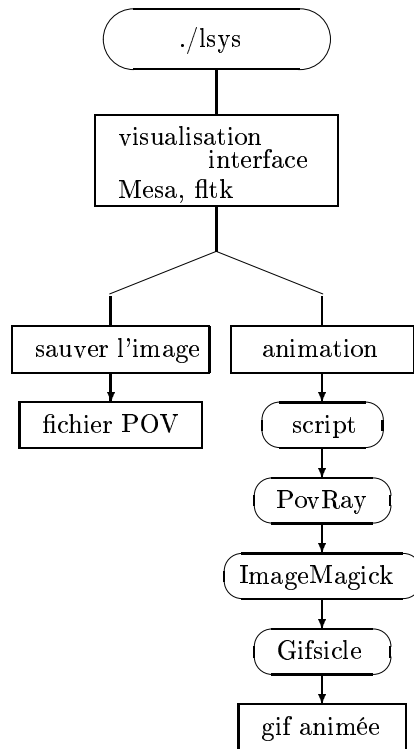 ./lsys
visualisation
interface
Mesa, fltk
sauver l'image
animation
fichier POV
script
PovRay
ImageMagick
Gifsicle
gif animée